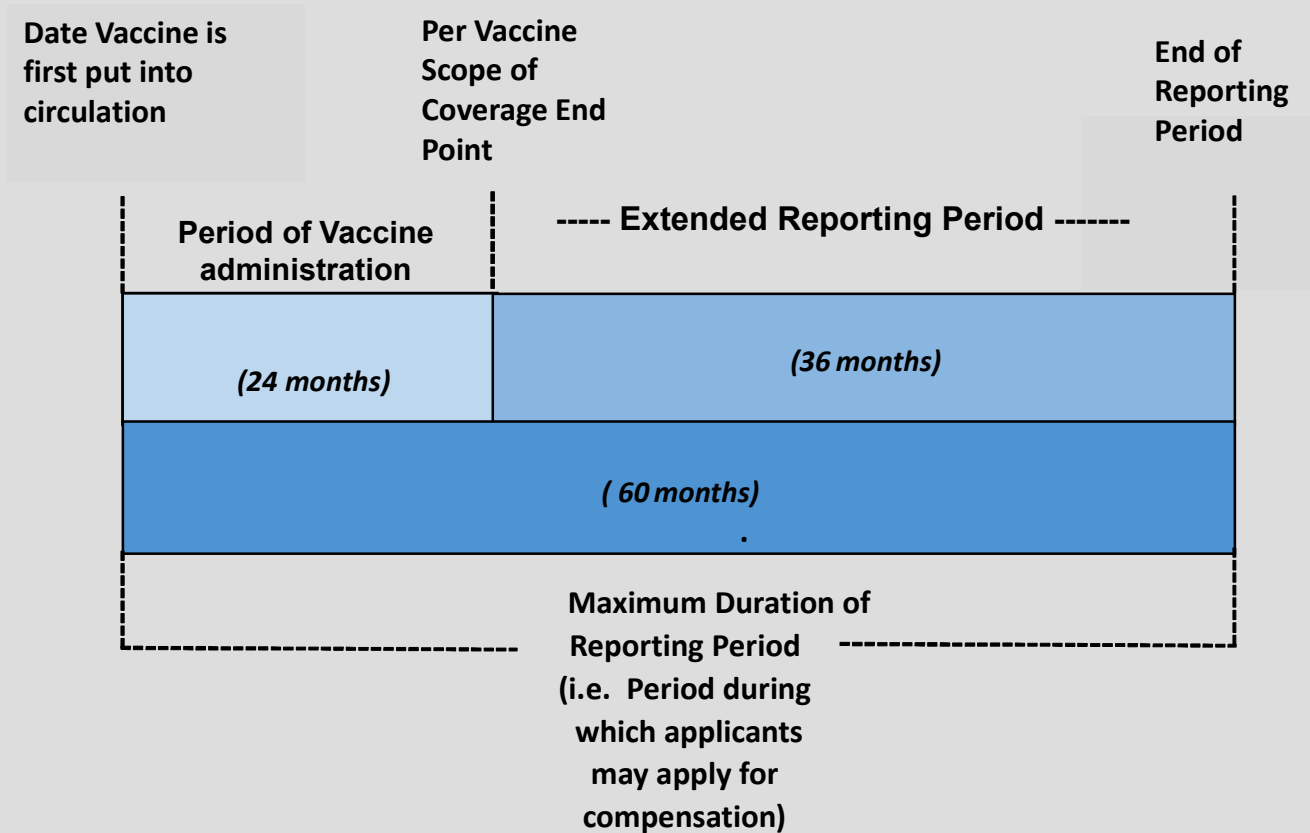 Date Vaccine is
first put into
circulation
Per Vaccine
Scope of
Coverage End
Point
End of
Reporting
Period
Period of Vaccine
administration
----- Extended Reporting Period -------
(24 months)
(36 months)
( 60 months)
.
Maximum Duration of
Reporting Period
(i.e. Period during
which applicants
may apply for
compensation)